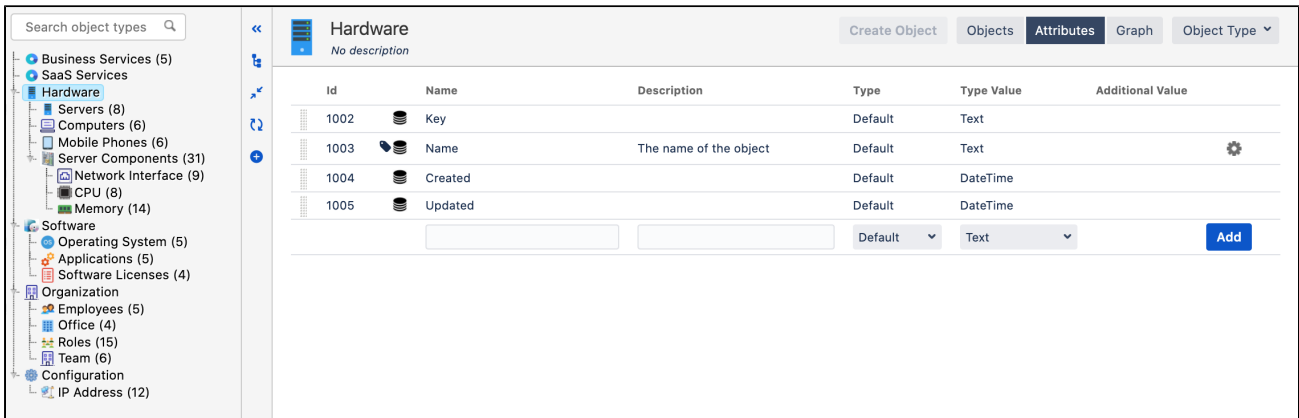 Search object types
Business Services (5)
SaaS Services
Hardware
Servers (8)
Computers (6)
Mobile Phones (6)
Server Components (31)
Network Interface (9)
CPU (8)
Memory (14)
Software
Operating System (5)
Applications (5)
Software Licenses (4)
Organization
Employees (5)
Office (4)
Roles (15)
Team (6)
Configuration
IP Address (12)
Hardware
No description
Create Object Objects Attributes Graph Object Type
Id Name Description Type Type Value Additional Value
1002 Key Default Text
1003 Name The name of the object Default Text
1004 Created Default DateTime
1005 Updated Default DateTime
Default Text Add